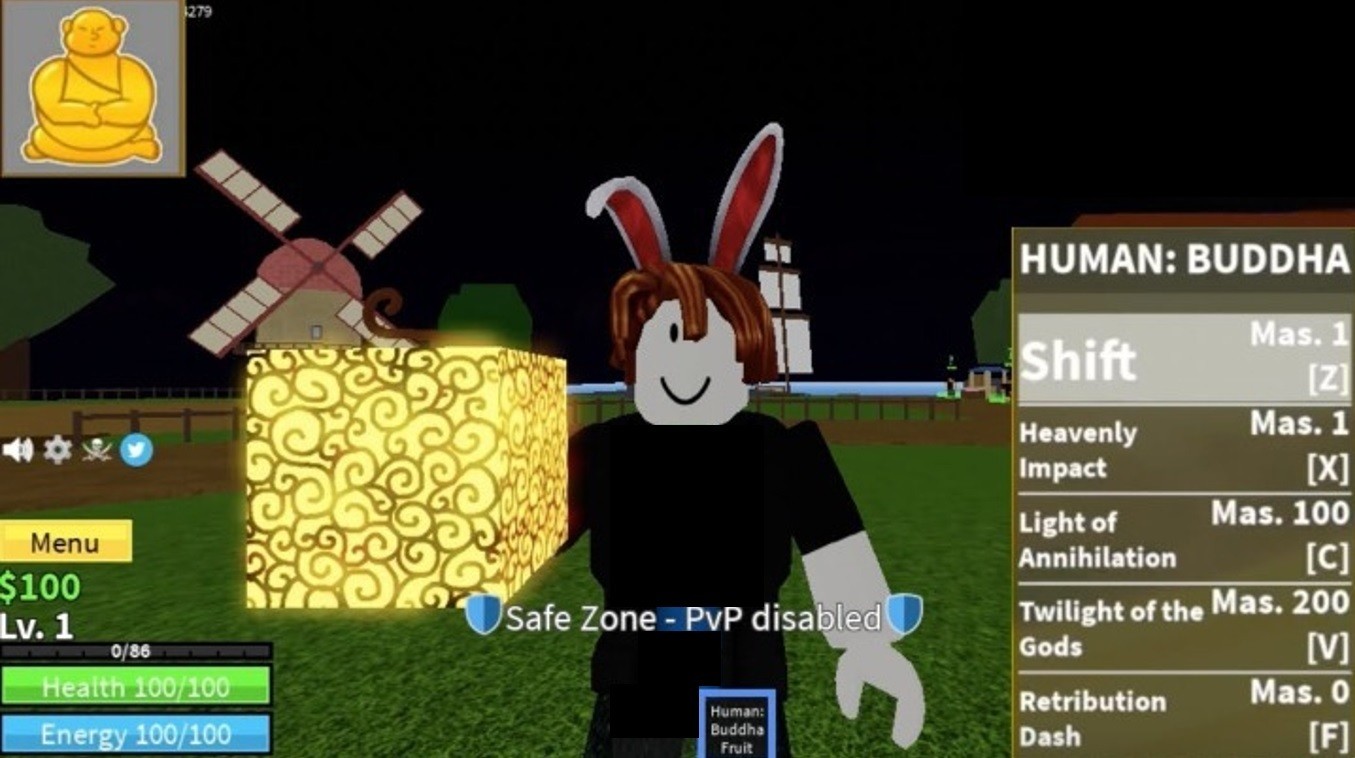 4279
HUMAN: BUDDHA
Shift
Mas. 1
[Z]
Heavenly
Impact
Mas. 1
[X]
Light of
Annihilation
Mas. 100
[C]
Twilight of the
Gods
Mas. 200
[V]
Retribution
Dash
Mas. 0
[F]
Menu
$100
Lv. 1
0/86
Health 100/100
Energy 100/100
Safe Zone - PvP disabled
Human:
Buddha
Fruit